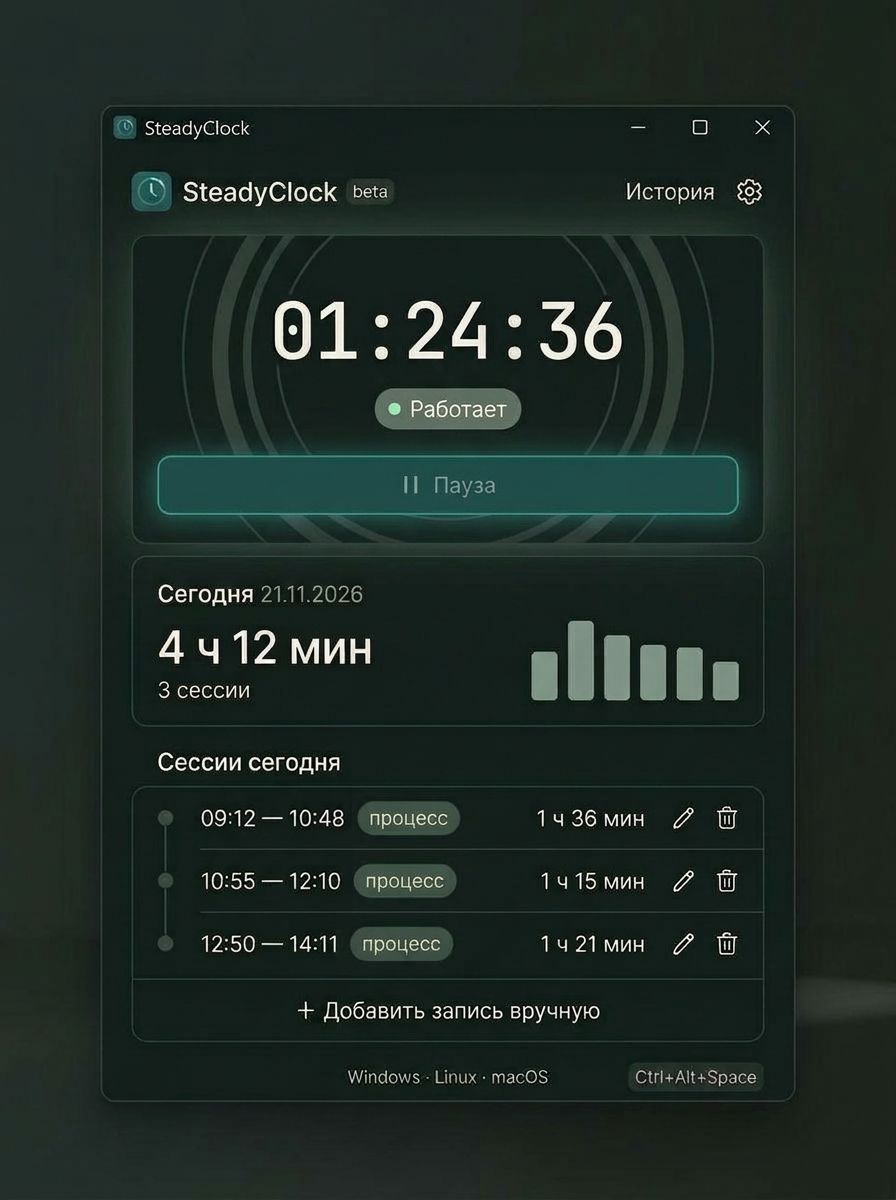 SteadyClock
SteadyClock beta История
01:24:36
Работает
Пауза
Сегодня 21.11.2026
4 ч 12 мин
3 сессии
Сессии сегодня
09:12 — 10:48 процесс 1 ч 36 мин
10:55 — 12:10 процесс 1 ч 15 мин
12:50 — 14:11 процесс 1 ч 21 мин
+ Добавить запись вручную
Windows · Linux · macOS Ctrl+Alt+Space